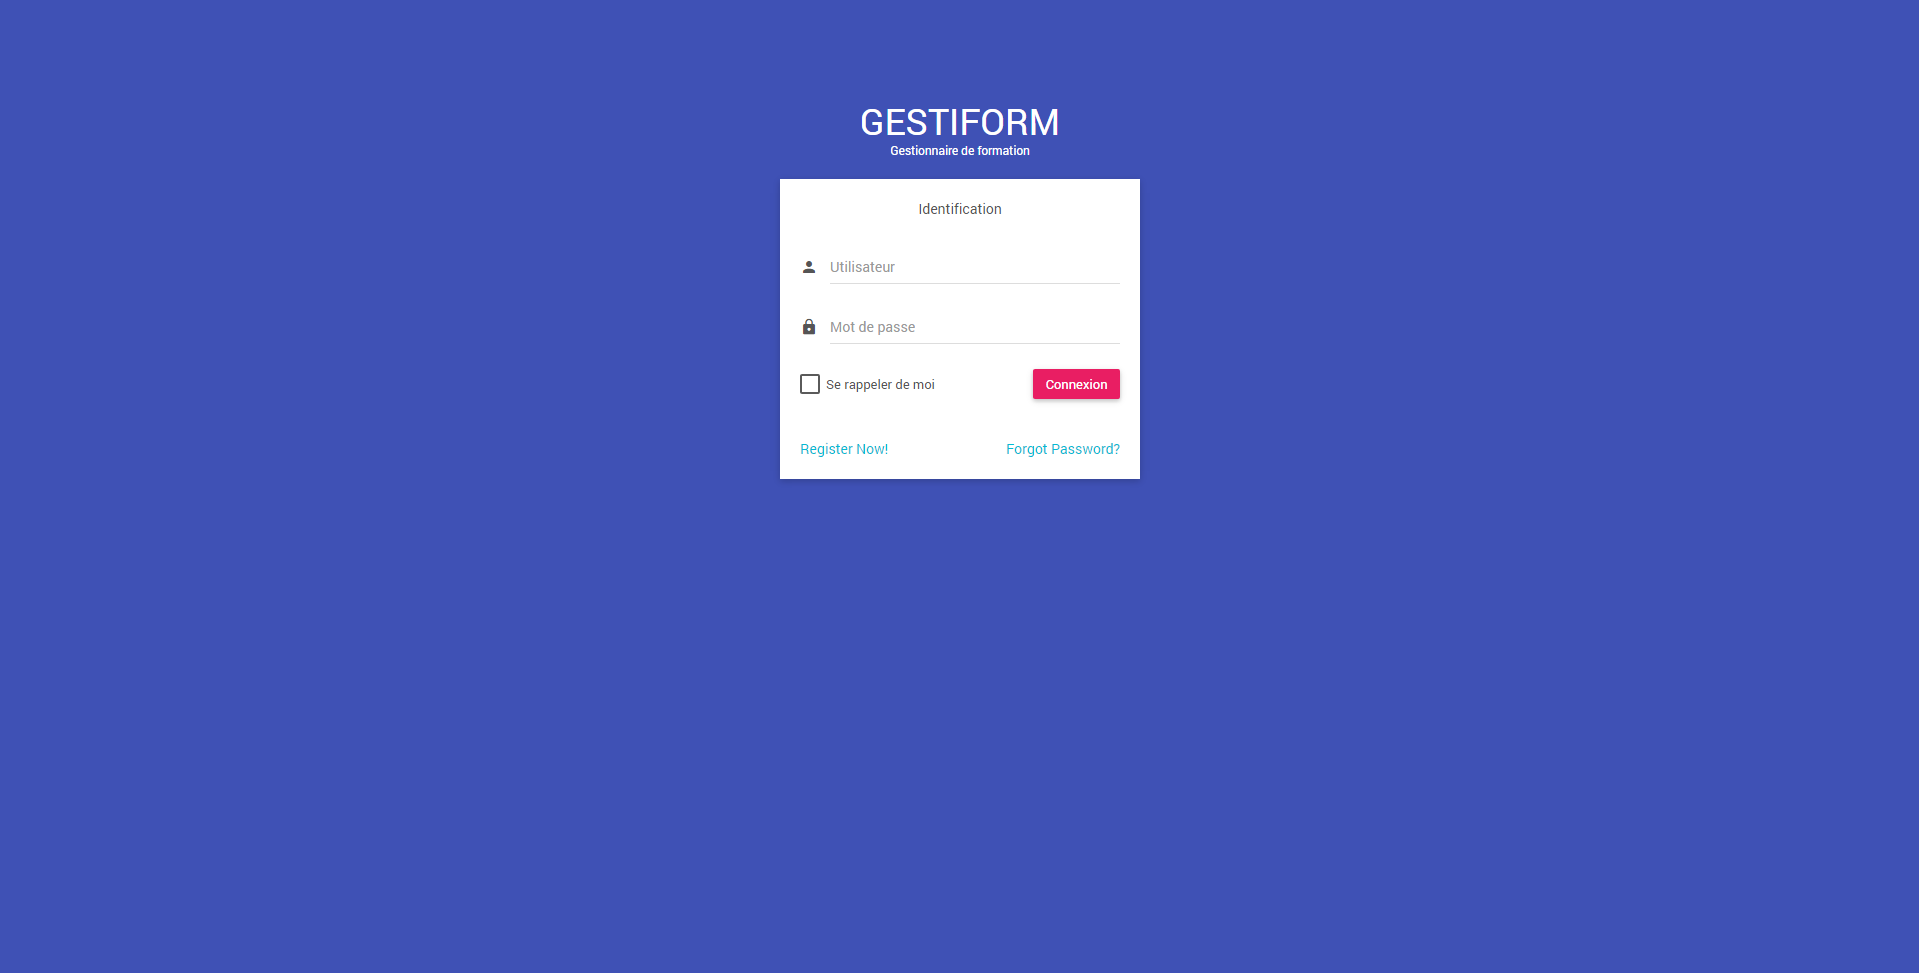 GESTIFORM
Gestionnaire de formation
Identification
Utilisateur
Mot de passe
Se rappeler de moi
Connexion
Register Now!
Forgot Password?